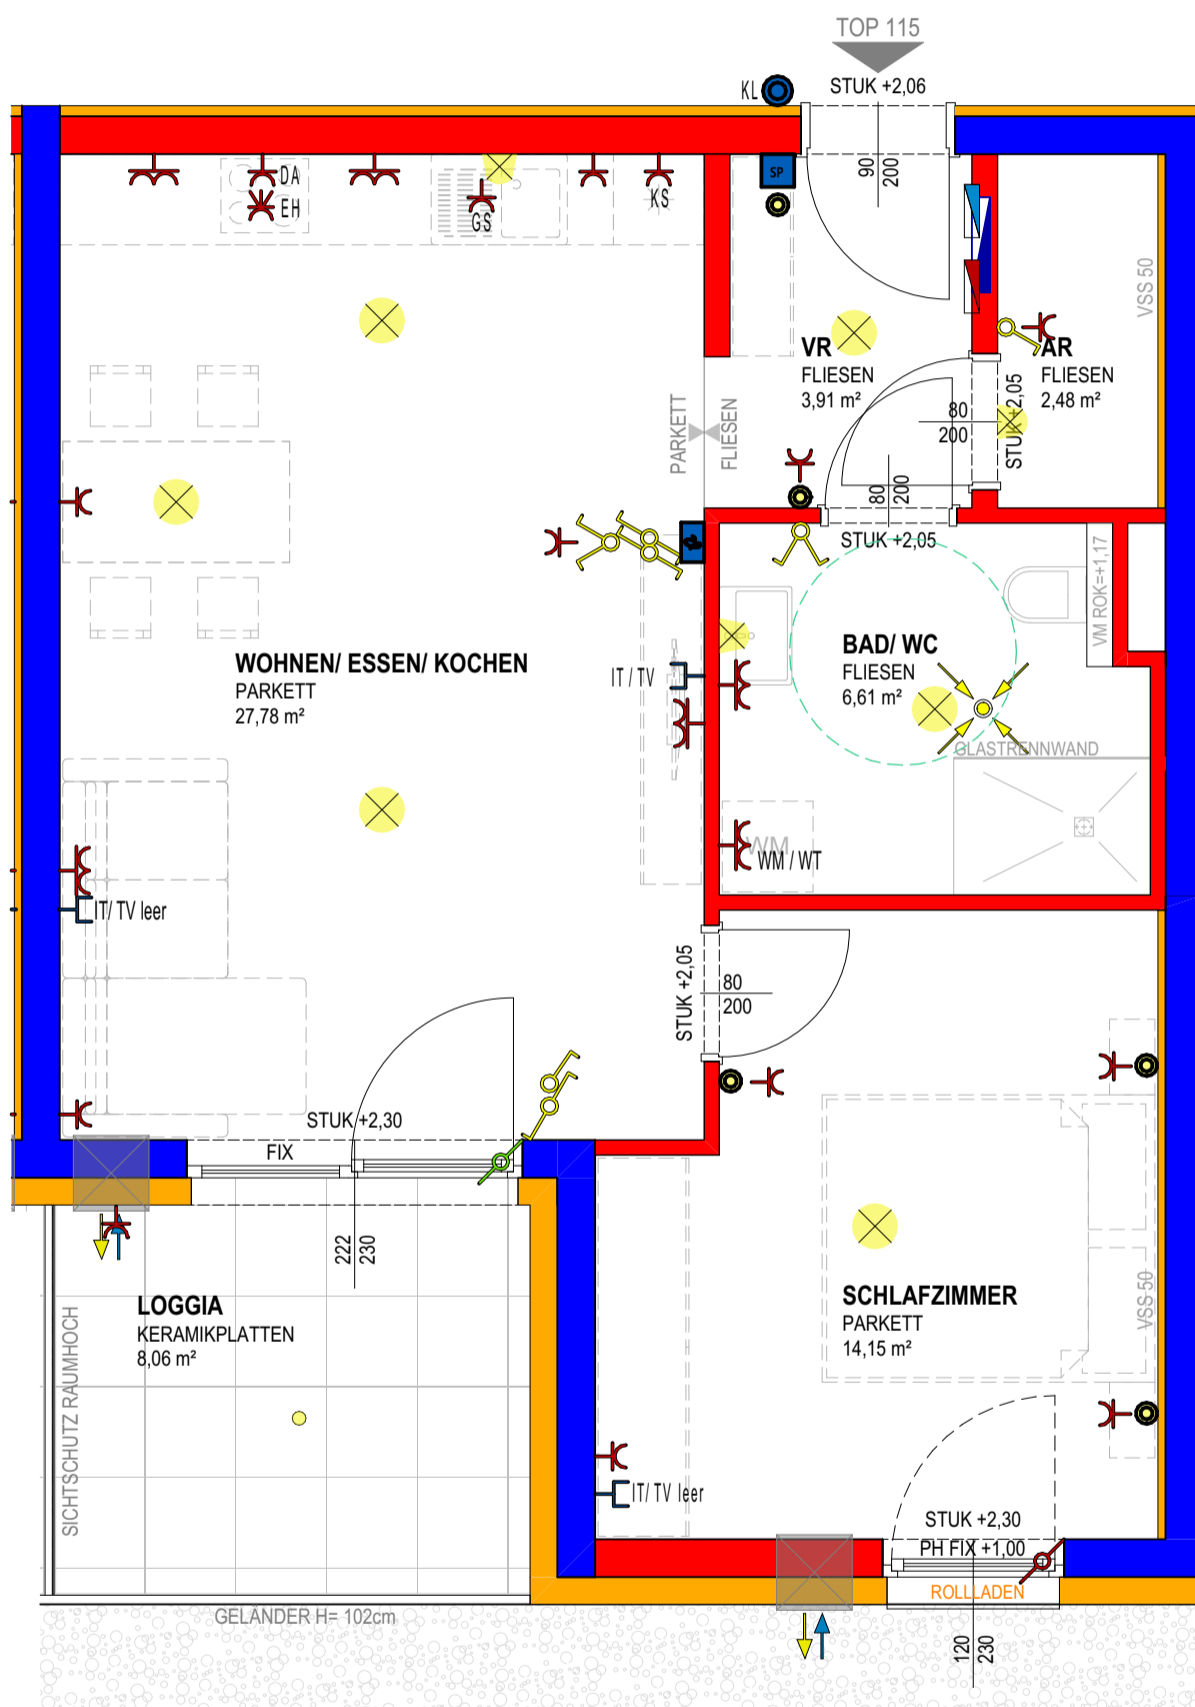 TOP 115
KL
STUK +2,06
90
200
SP
DA
EH
GS
KS
VSS 50
VR
FLIESEN
3,91 m²
AR
FLIESEN
2,48 m²
80
200
STUK +2,05
PARKETT
FLIESEN
80
200
STUK +2,05
VM ROK=+1,17
WOHNEN/ ESSEN/ KOCHEN
PARKETT
27,78 m²
IT / TV
BAD/ WC
FLIESEN
6,61 m²
GLASTRENNWAND
WM
WM / WT
IT/ TV leer
STUK +2,05
80
200
STUK +2,30
FIX
222
230
LOGGIA
KERAMIKPLATTEN
8,06 m²
SICHTSCHUTZ RAUMHOCH
SCHLAFZIMMER
PARKETT
14,15 m²
VSS 50
IT/ TV leer
STUK +2,30
PH FIX +1,00
ROLLLADEN
GELÄNDER H= 102cm
120
230